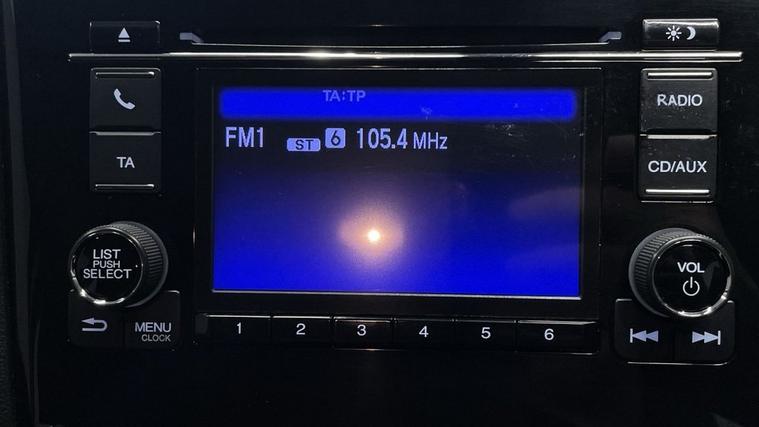 TA:TP
RADIO
FM1 ST 6 105.4 MHz
TA
CD/AUX
LIST
PUSH
SELECT
VOL
MENU
CLOCK
1 2 3 4 5 6